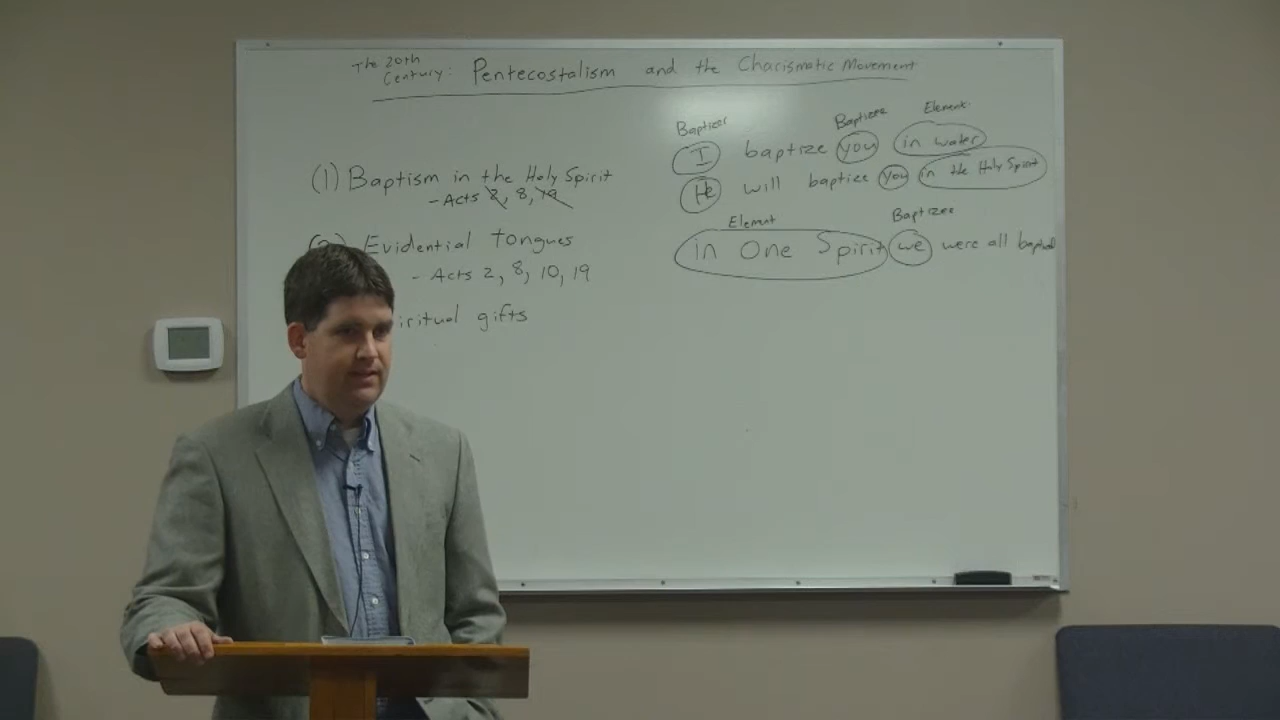 The 20th
Century: Pentecostalism and the Charismatic Movement
(1) Baptism in the Holy Spirit
- Acts 2, 8, 19
Evidential Tongues
- Acts 2, 8, 10, 19
iritual gifts
Baptizer Baptizee Element
I baptize you in water
He will baptize you in the Holy Spirit
Element Baptizee
in One Spirit we were all baptized